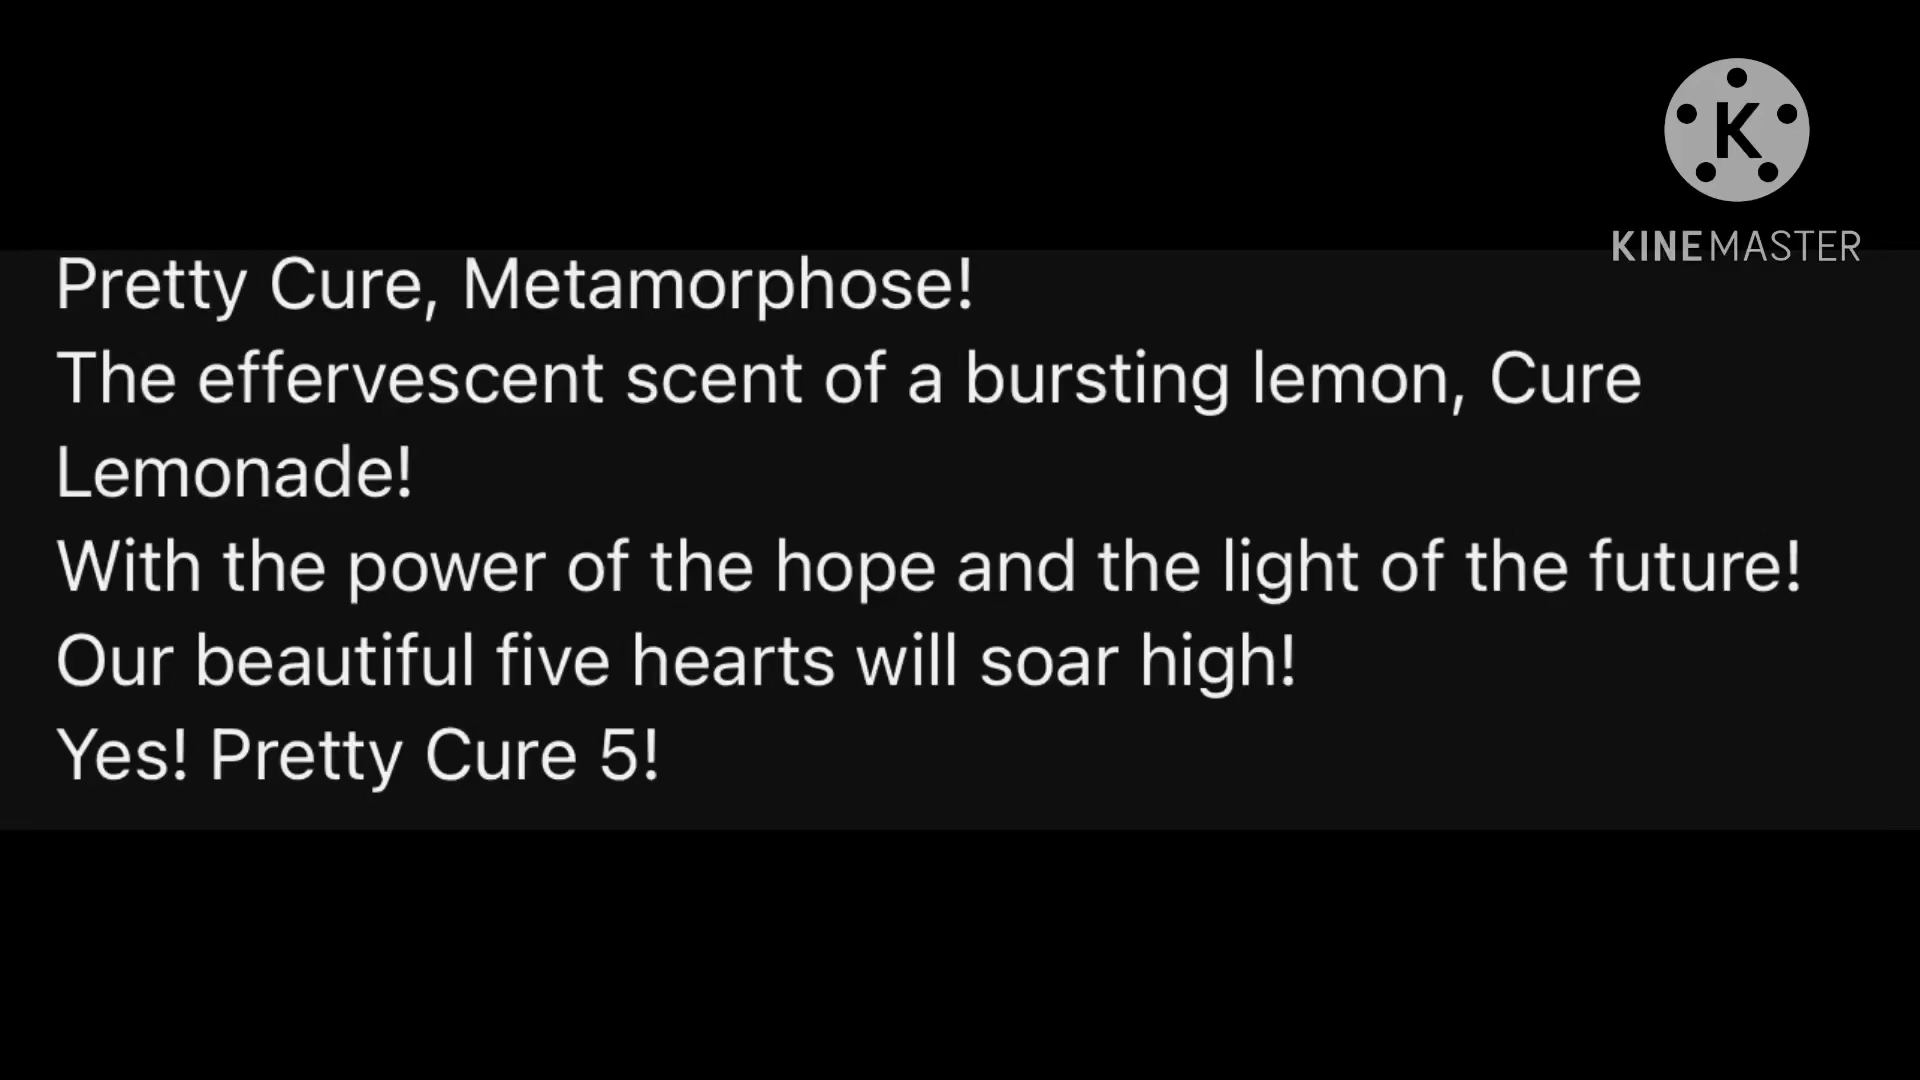 K
KINEMASTER
Pretty Cure, Metamorphose!
The effervescent scent of a bursting lemon, Cure
Lemonade!
With the power of the hope and the light of the future!
Our beautiful five hearts will soar high!
Yes! Pretty Cure 5!